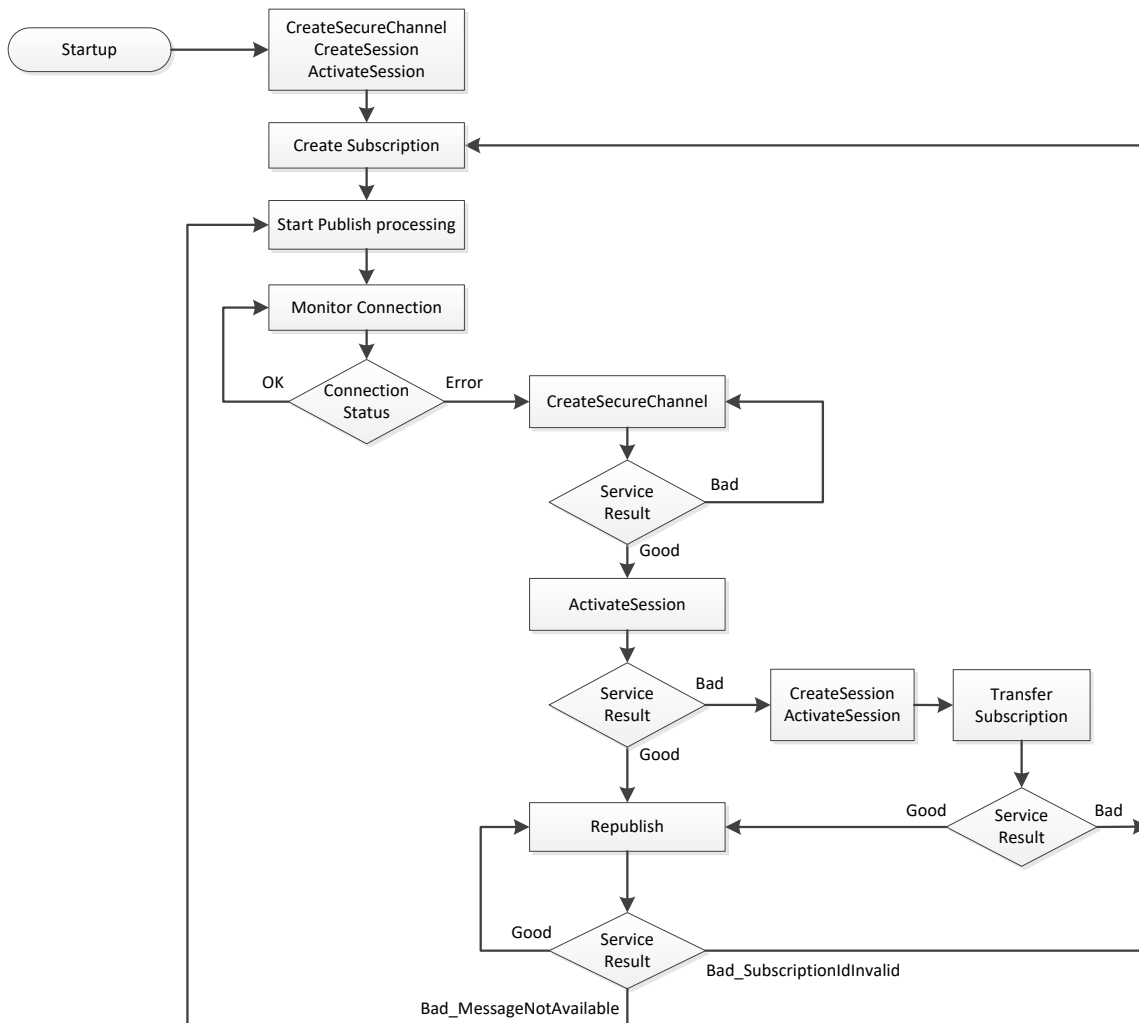 Startup
CreateSecureChannel
CreateSession
ActivateSession
Create Subscription
Start Publish processing
Monitor Connection
OK
Connection
Status
Error
CreateSecureChannel
Service
Result
Bad
Good
ActivateSession
Service
Result
Bad
CreateSession
ActivateSession
Transfer
Subscription
Good
Republish
Good
Service
Result
Bad
Good
Service
Result
Bad_SubscriptionIdInvalid
Bad_MessageNotAvailable